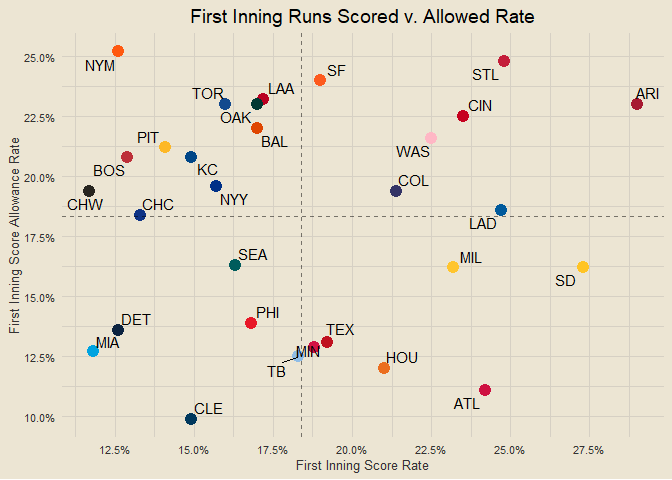 First Inning Runs Scored v. Allowed Rate
First Inning Score Allowance Rate
25.0%
22.5%
20.0%
17.5%
15.0%
12.5%
10.0%
NYM
SF
STL
TOR
LAA
ARI
OAK
CIN
PIT
BAL
WAS
BOS
KC
COL
CHW
CHC
NYY
LAD
SEA
MIL
SD
DET
PHI
TEX
MIA
MIN
HOU
TB
CLE
ATL
12.5%
15.0%
17.5%
20.0%
22.5%
25.0%
27.5%
First Inning Score Rate